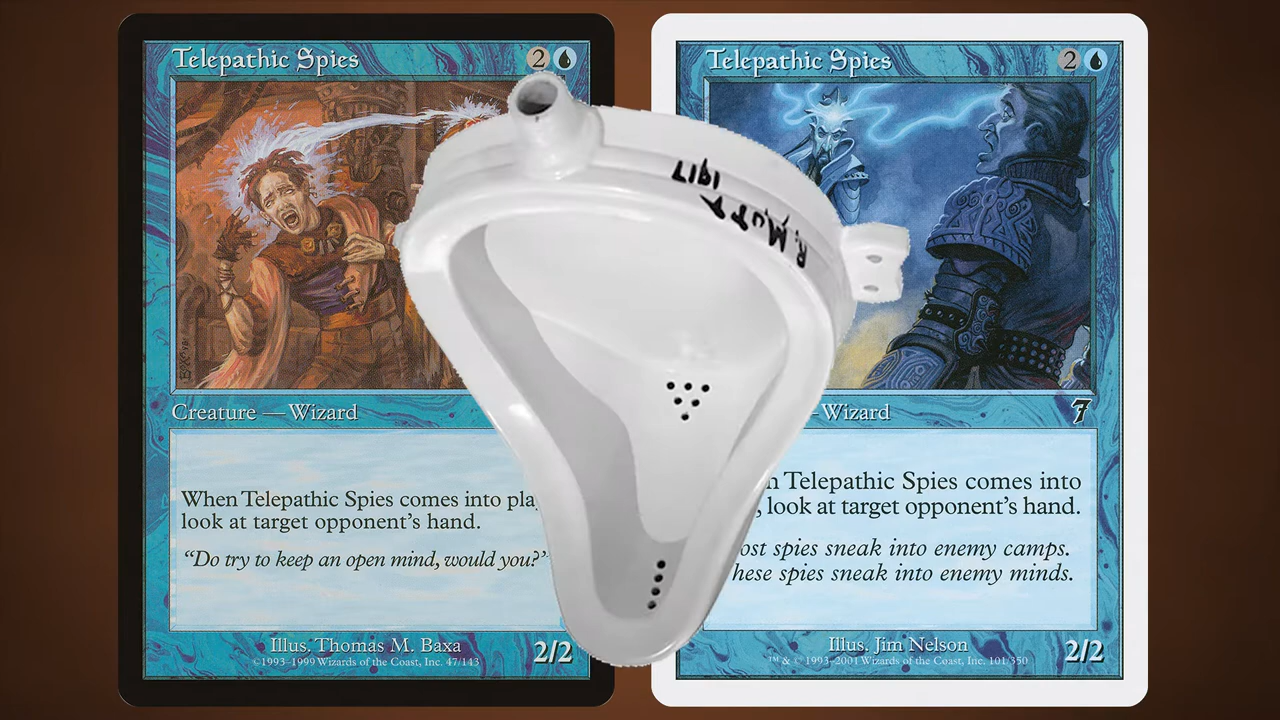 Telepathic Spies 2
Creature — Wizard
When Telepathic Spies comes into
look at target opponent's hand.
"Do try to keep an open mind, would you?"
Illus. Thomas M. Baxa
©1993–1999 Wizards of the Coast, Inc. 47/143
2/2
R. MUTT
1917
Telepathic Spies 2
Wizard
7
Telepathic Spies comes into
look at target opponent's hand.
spies sneak into enemy camps.
spies sneak into enemy minds.
Illus. Jim Nelson
™ & © 1993–2001 Wizards of the Coast, Inc. 101/350
2/2